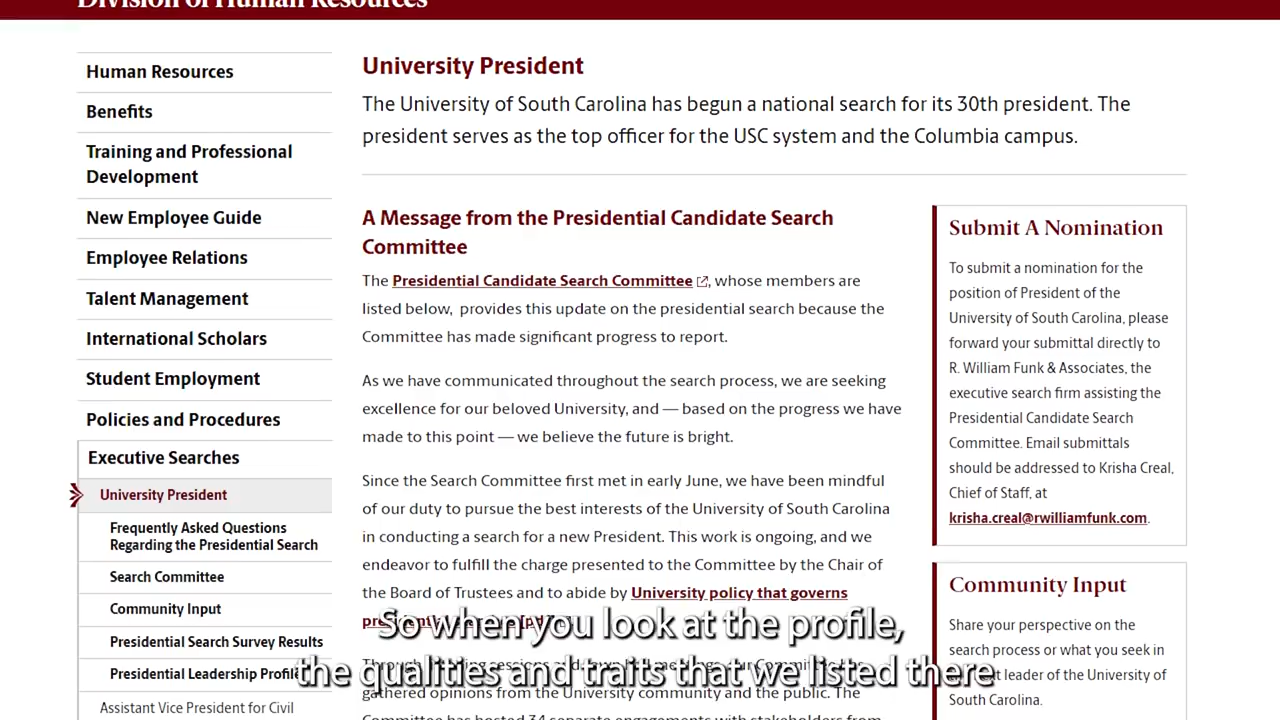 Division of Human Resources
Human Resources
Benefits
Training and Professional
Development
New Employee Guide
Employee Relations
Talent Management
International Scholars
Student Employment
Policies and Procedures
Executive Searches
University President
Frequently Asked Questions
Regarding the Presidential Search
Search Committee
Community Input
Presidential Search Survey Results
Presidential Leadership Profile
Assistant Vice President for Civil
University President
The University of South Carolina has begun a national search for its 30th president. The
president serves as the top officer for the USC system and the Columbia campus.
A Message from the Presidential Candidate Search
Committee
The Presidential Candidate Search Committee, whose members are
listed below, provides this update on the presidential search because the
Committee has made significant progress to report.
As we have communicated throughout the search process, we are seeking
excellence for our beloved University, and — based on the progress we have
made to this point — we believe the future is bright.
Since the Search Committee first met in early June, we have been mindful
of our duty to pursue the best interests of the University of South Carolina
in conducting a search for a new President. This work is ongoing, and we
endeavor to fulfill the charge presented to the Committee by the Chair of
the Board of Trustees and to abide by University policy that governs
Through
gathered opinions from the University community and the public. The
Committee has hosted 34 separate engagements with stakeholders from
Submit A Nomination
To submit a nomination for the
position of President of the
University of South Carolina, please
forward your submittal directly to
R. William Funk & Associates, the
executive search firm assisting the
Presidential Candidate Search
Committee. Email submittals
should be addressed to Krisha Creal,
Chief of Staff, at
krisha.creal@rwilliamfunk.com.
Community Input
Share your perspective on the
search process or what you seek in
leader of the University of
South Carolina.
So when you look at the profile,
the qualities and traits that we listed there